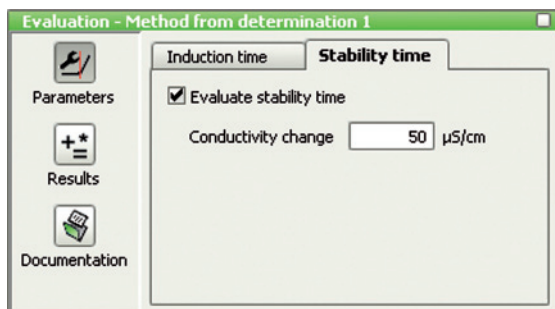 Evaluation - Method from determination 1
Parameters
Results
Documentation
Induction time
Stability time
Evaluate stability time
Conductivity change 50 µS/cm